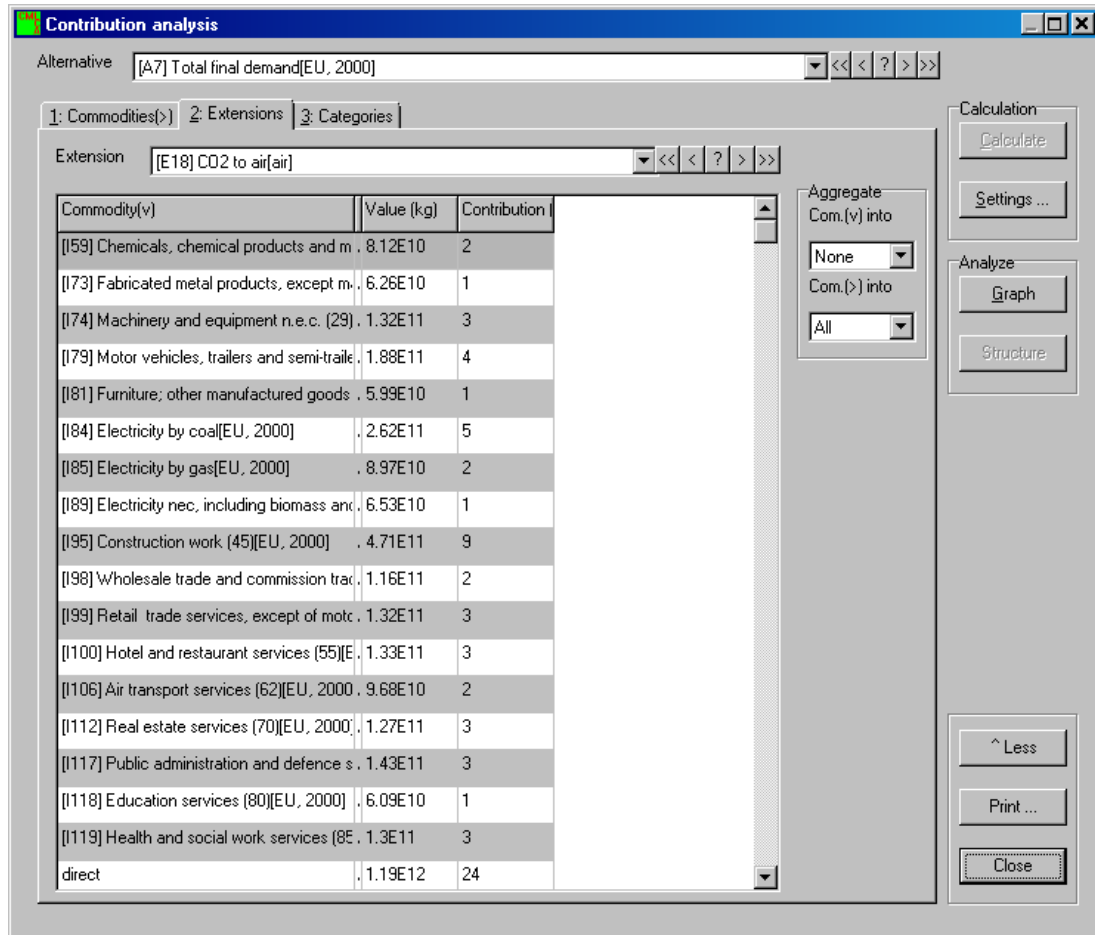 CML
Contribution analysis
Alternative [A7] Total final demand[EU, 2000] << < ? > >>
1: Commodities(>) 2: Extensions 3: Categories
Extension [E18] CO2 to air[air] << < ? > >>
Commodity(v) Value (kg) Contribution (
[I59] Chemicals, chemical products and m . 8.12E10 2
[I73] Fabricated metal products, except m . 6.26E10 1
[I74] Machinery and equipment n.e.c. (29) . 1.32E11 3
[I79] Motor vehicles, trailers and semi-traile . 1.88E11 4
[I81] Furniture; other manufactured goods . 5.99E10 1
[I84] Electricity by coal[EU, 2000] . 2.62E11 5
[I85] Electricity by gas[EU, 2000] . 8.97E10 2
[I89] Electricity nec, including biomass and . 6.53E10 1
[I95] Construction work (45)[EU, 2000] . 4.71E11 9
[I98] Wholesale trade and commission trad . 1.16E11 2
[I99] Retail trade services, except of moto . 1.32E11 3
[I100] Hotel and restaurant services (55)[E . 1.33E11 3
[I106] Air transport services (62)[EU, 2000 . 9.68E10 2
[I112] Real estate services (70)[EU, 2000] . 1.27E11 3
[I117] Public administration and defence s . 1.43E11 3
[I118] Education services (80)[EU, 2000] . 6.09E10 1
[I119] Health and social work services (85 . 1.3E11 3
direct . 1.19E12 24
Aggregate
Com.(v) into
None
Com.(>) into
All
Calculation
Calculate
Settings ...
Analyze
Graph
Structure
^ Less
Print ...
Close